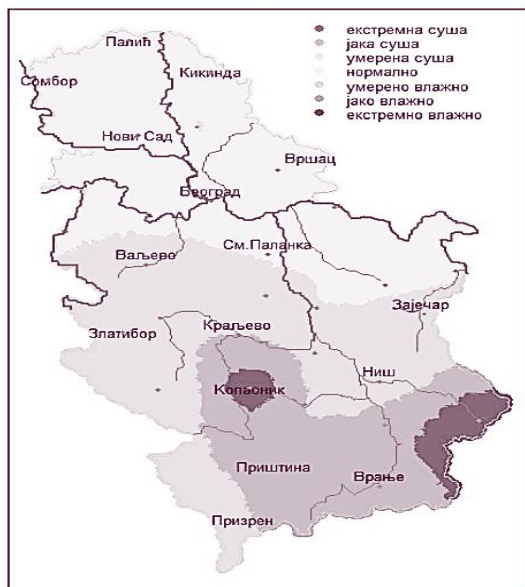 екстремна суша
јака суша
умерена суша
нормално
умерено влажно
јако влажно
екстремно влажно
Палић
Сомбор
Кикинда
Нови Сад
Вршац
Београд
Ваљево
См.Паланка
Зајечар
Златибор
Краљево
Ниш
Копаоник
Приштина
Врање
Призрен